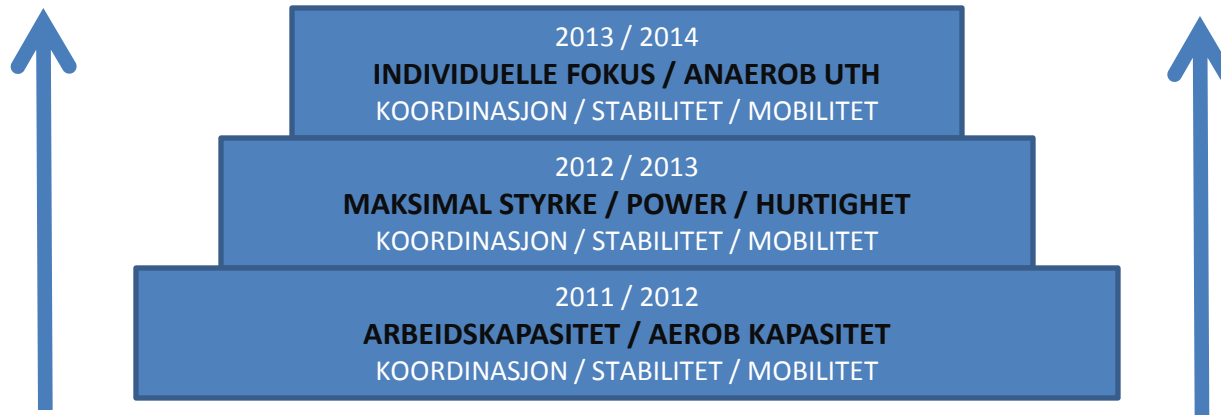 2013 / 2014
INDIVIDUELLE FOKUS / ANAEROB UTH
KOORDINASJON / STABILITET / MOBILITET
2012 / 2013
MAKSIMAL STYRKE / POWER / HURTIGHET
KOORDINASJON / STABILITET / MOBILITET
2011 / 2012
ARBEIDSKAPASITET / AEROB KAPASITET
KOORDINASJON / STABILITET / MOBILITET